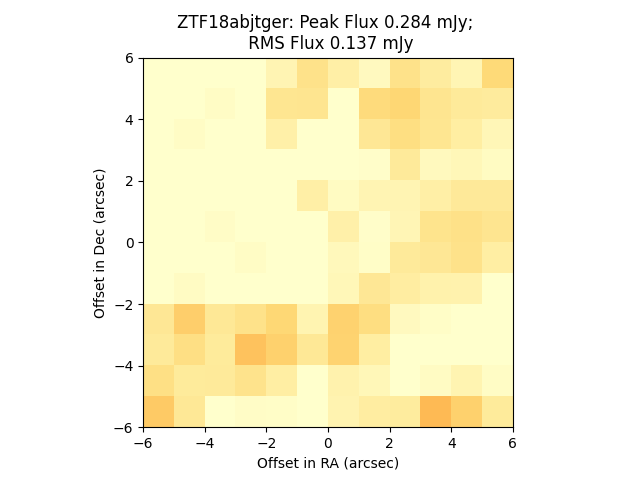 ZTF18abjtger: Peak Flux 0.284 mJy;
RMS Flux 0.137 mJy
6
4
2
0
−2
−4
−6
Offset in Dec (arcsec)
−6 −4 −2 0 2 4 6
Offset in RA (arcsec)